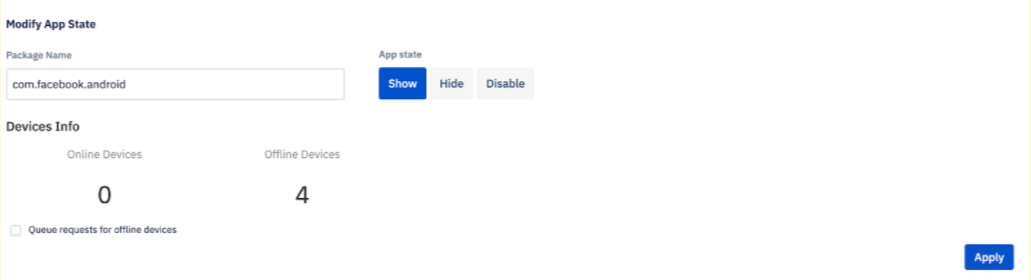 Modify App State
Package Name App state
com.facebook.android Show Hide Disable
Devices Info
Online Devices Offline Devices
0 4
Queue requests for offline devices
Apply